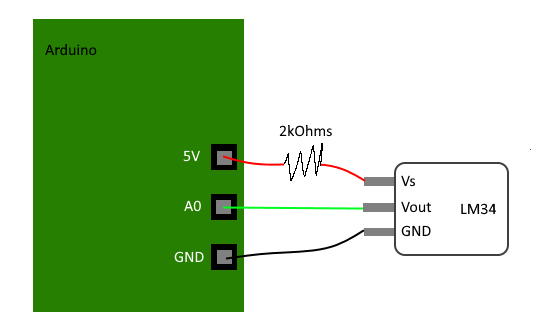 Arduino
2kOhms
5V
Vs
A0
Vout
LM34
GND
GND